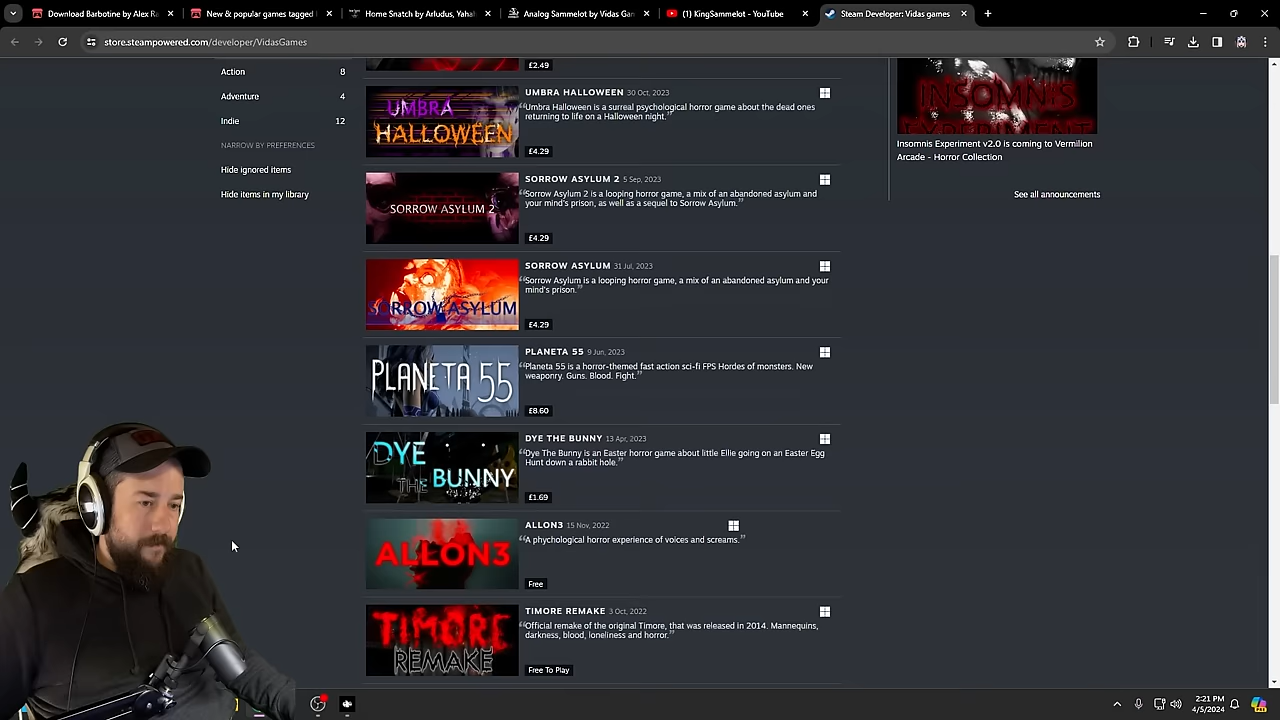 Download Barbotine by Alex Ra
New & popular games tagged
Home Snatch by Arludus, Yahal
Analog Sammelot by Vidas Gam
(1) KingSammelot - YouTube
Steam Developer: Vidas games
store.steampowered.com/developer/VidasGames
Action 8
Adventure 4
Indie 12
NARROW BY PREFERENCES
Hide ignored items
Hide items in my library
£2.49
UMBRA HALLOWEEN
UMBRA HALLOWEEN 30 Oct, 2023
“Umbra Halloween is a surreal psychological horror game about the dead ones
returning to life on a Halloween night.”
£4.29
SORROW ASYLUM 2
SORROW ASYLUM 2 5 Sep, 2023
“Sorrow Asylum 2 is a looping horror game, a mix of an abandoned asylum and
your mind's prison, as well as a sequel to Sorrow Asylum.”
£4.29
SORROW ASYLUM
SORROW ASYLUM 31 Jul, 2023
“Sorrow Asylum is a looping horror game, a mix of an abandoned asylum and your
mind's prison.”
£4.29
PLANETA 55
PLANETA 55 9 Jun, 2023
“Planeta 55 is a horror-themed fast action sci-fi FPS Hordes of monsters. New
weaponry. Guns. Blood. Fight.”
£8.60
DYE THE BUNNY
DYE THE BUNNY 13 Apr, 2023
“Dye The Bunny is an Easter horror game about little Ellie going on an Easter Egg
Hunt down a rabbit hole.”
£1.69
ALLON3
ALLON3 15 Nov, 2022
“A phychological horror experience of voices and screams.”
Free
TIMORE REMAKE
TIMORE REMAKE 3 Oct, 2022
“Official remake of the original Timore, that was released in 2014. Mannequins,
darkness, blood, loneliness and horror.”
Free To Play
INSOMNIS
EXPERIMENT
Insomnis Experiment v2.0 is coming to Vermilion
Arcade - Horror Collection
See all announcements
2:21 PM
4/5/2024